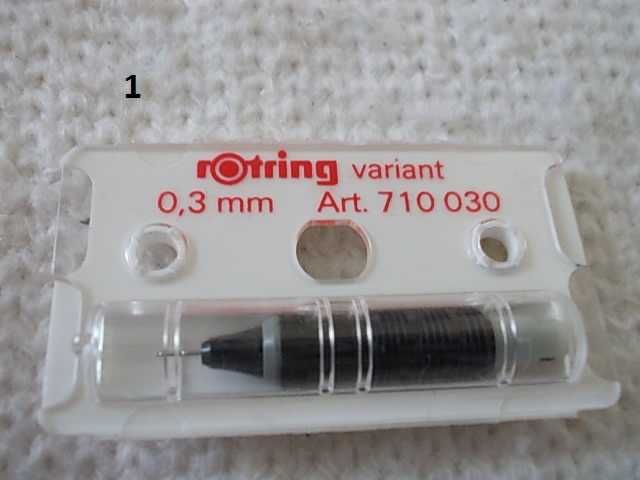 1
rotring variant
0,3 mm Art. 710 030